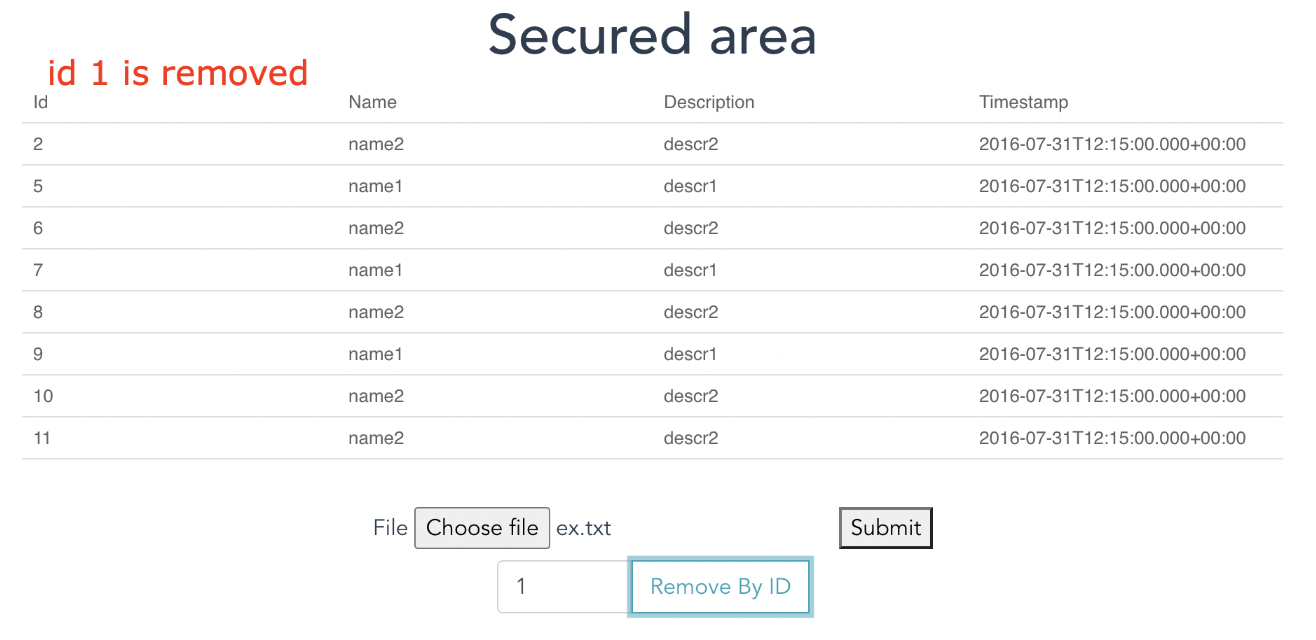 Secured area
id 1 is removed
Id Name Description Timestamp
2 name2 descr2 2016-07-31T12:15:00.000+00:00
5 name1 descr1 2016-07-31T12:15:00.000+00:00
6 name2 descr2 2016-07-31T12:15:00.000+00:00
7 name1 descr1 2016-07-31T12:15:00.000+00:00
8 name2 descr2 2016-07-31T12:15:00.000+00:00
9 name1 descr1 2016-07-31T12:15:00.000+00:00
10 name2 descr2 2016-07-31T12:15:00.000+00:00
11 name2 descr2 2016-07-31T12:15:00.000+00:00
File Choose file ex.txt Submit
1 Remove By ID